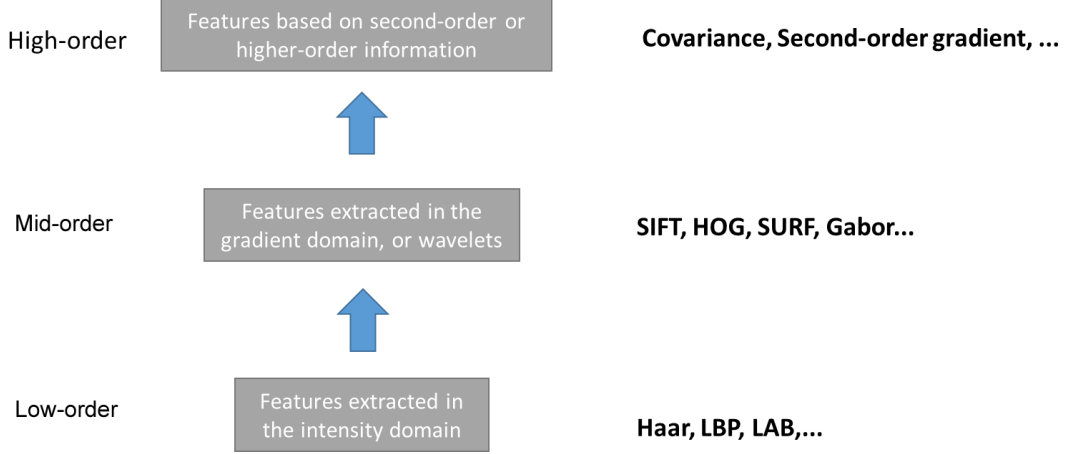 High-order
Features based on second-order or
higher-order information
Covariance, Second-order gradient, ...
Mid-order
Features extracted in the
gradient domain, or wavelets
SIFT, HOG, SURF, Gabor...
Low-order
Features extracted in
the intensity domain
Haar, LBP, LAB,...